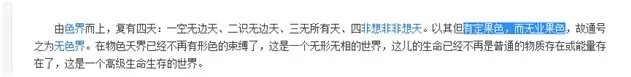 由色界而上，复有四天：一空无边天、二识无边天、三无所有天、四非想非非想天。以其但有定果色，而无业果色，故通号
之为无色界。在物色天界已经不再有形色的束缚了，这是一个无形无相的世界，这儿的生命已经不再是普通的物质存在或能量存
在了，这是一个高级生命生存的世界。